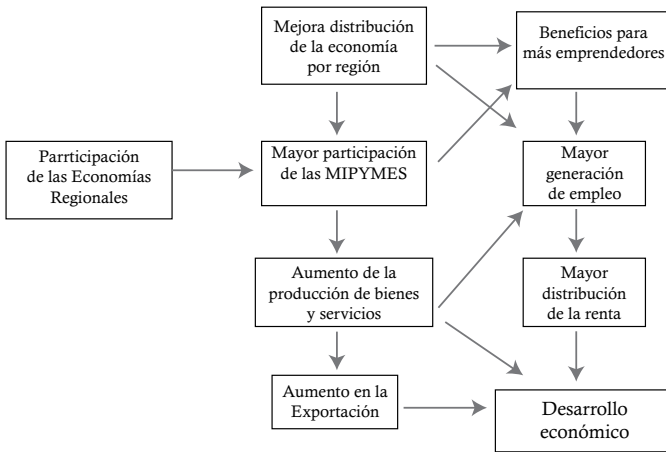 Mejora distribución
de la economía
por región
Beneficios para
más emprendedores
Parrticipación
de las Economías
Regionales
Mayor participación
de las MIPYMES
Mayor
generación
de empleo
Aumento de la
producción de bienes
y servicios
Mayor
distribución
de la renta
Aumento en la
Exportación
Desarrollo
económico